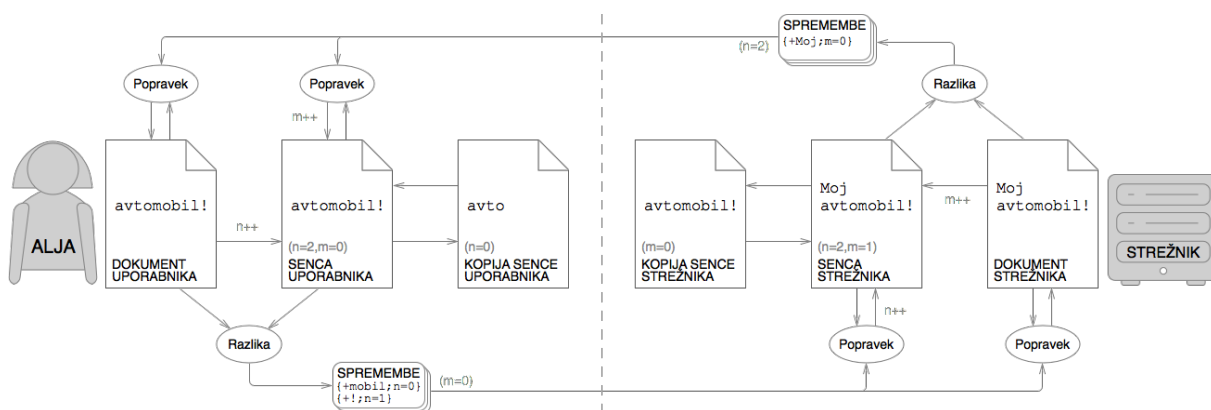 SPREMEMBE
{+Moj;m=0}
(n=2)
Popravek
Popravek
Razlika
m++
ALJA
avtomobil!
DOKUMENT
UPORABNIKA
n++
avtomobil!
(n=2,m=0)
SENCA
UPORABNIKA
avto
(n=0)
KOPIJA SENCE
UPORABNIKA
avtomobil!
(m=0)
KOPIJA SENCE
STREŽNIKA
Moj
avtomobil!
(n=2,m=1)
SENCA
STREŽNIKA
m++
Moj
avtomobil!
DOKUMENT
STREŽNIKA
STREŽNIK
n++
Razlika
Popravek
Popravek
SPREMEMBE
{+mobil;n=0}
{+!;n=1}
(m=0)